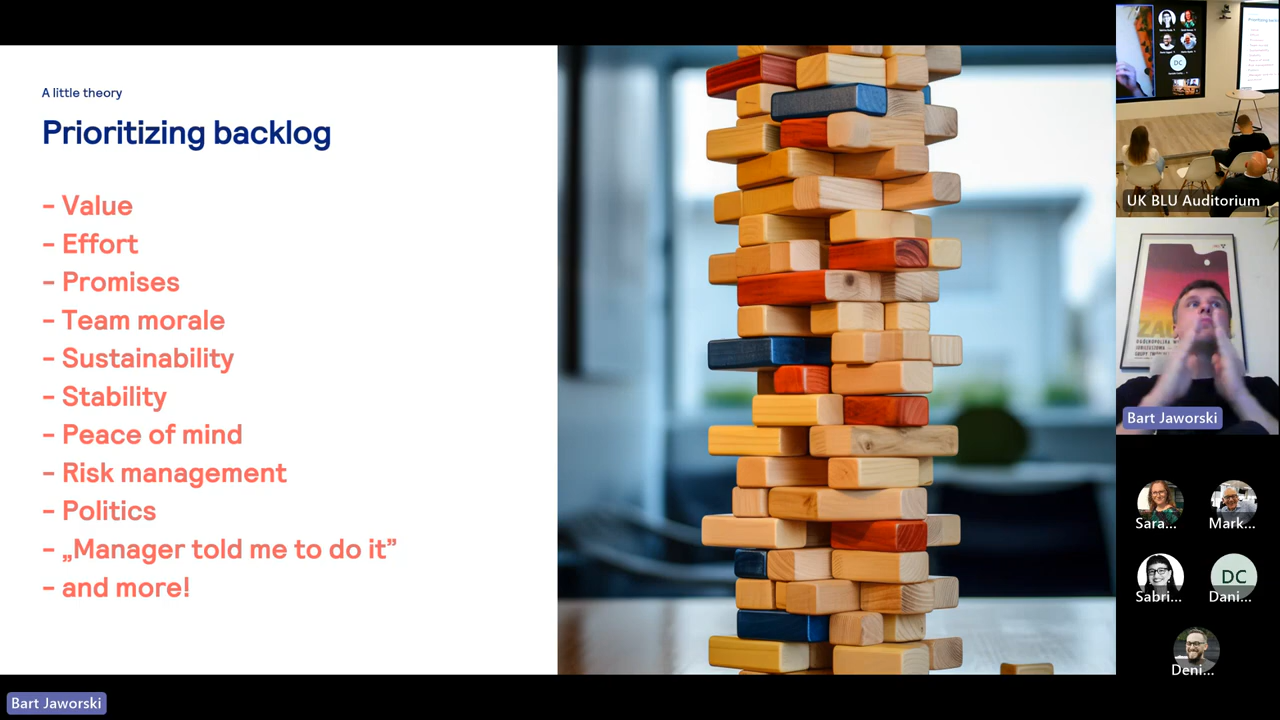 A little theory
Prioritizing backlog
- Value
- Effort
- Promises
- Team morale
- Sustainability
- Stability
- Peace of mind
- Risk management
- Politics
- „Manager told me to do it”
- and more!
Bart Jaworski
UK BLU Auditorium
Bart Jaworski
Sara...
Mark...
Sabri...
DC
Dani...
Deni...